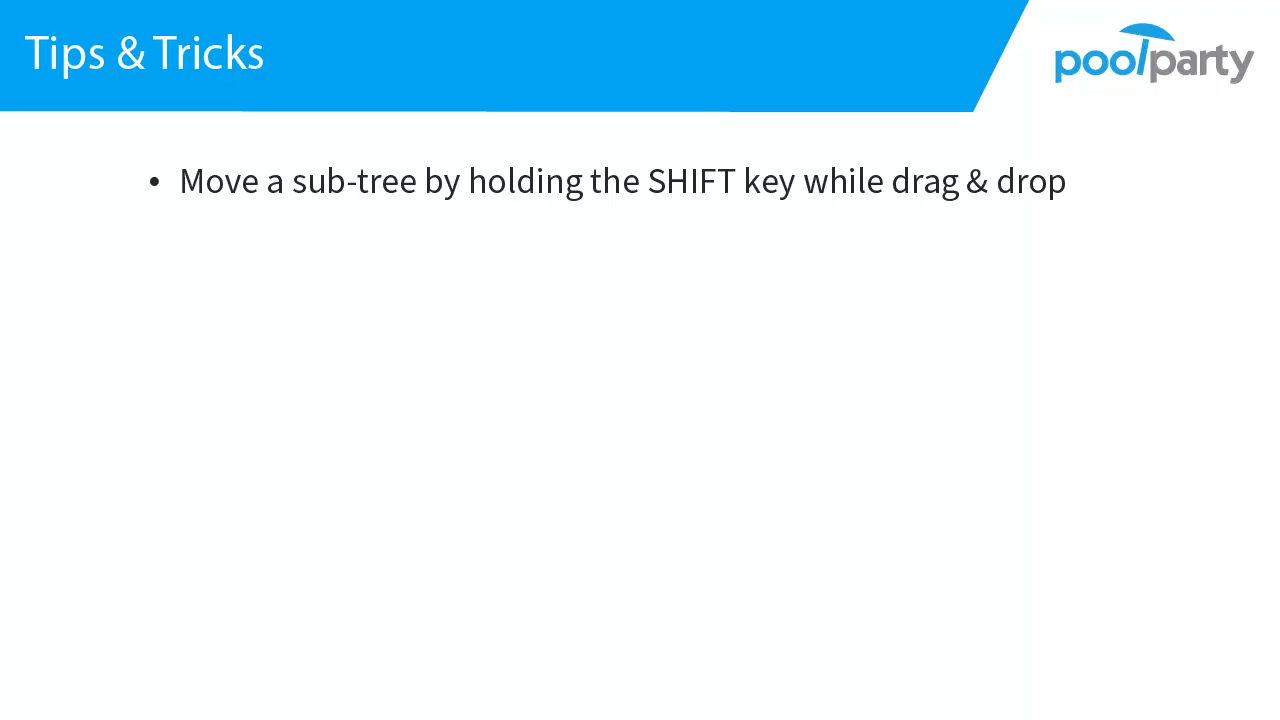 Tips & Tricks
poolparty
• Move a sub-tree by holding the SHIFT key while drag & drop